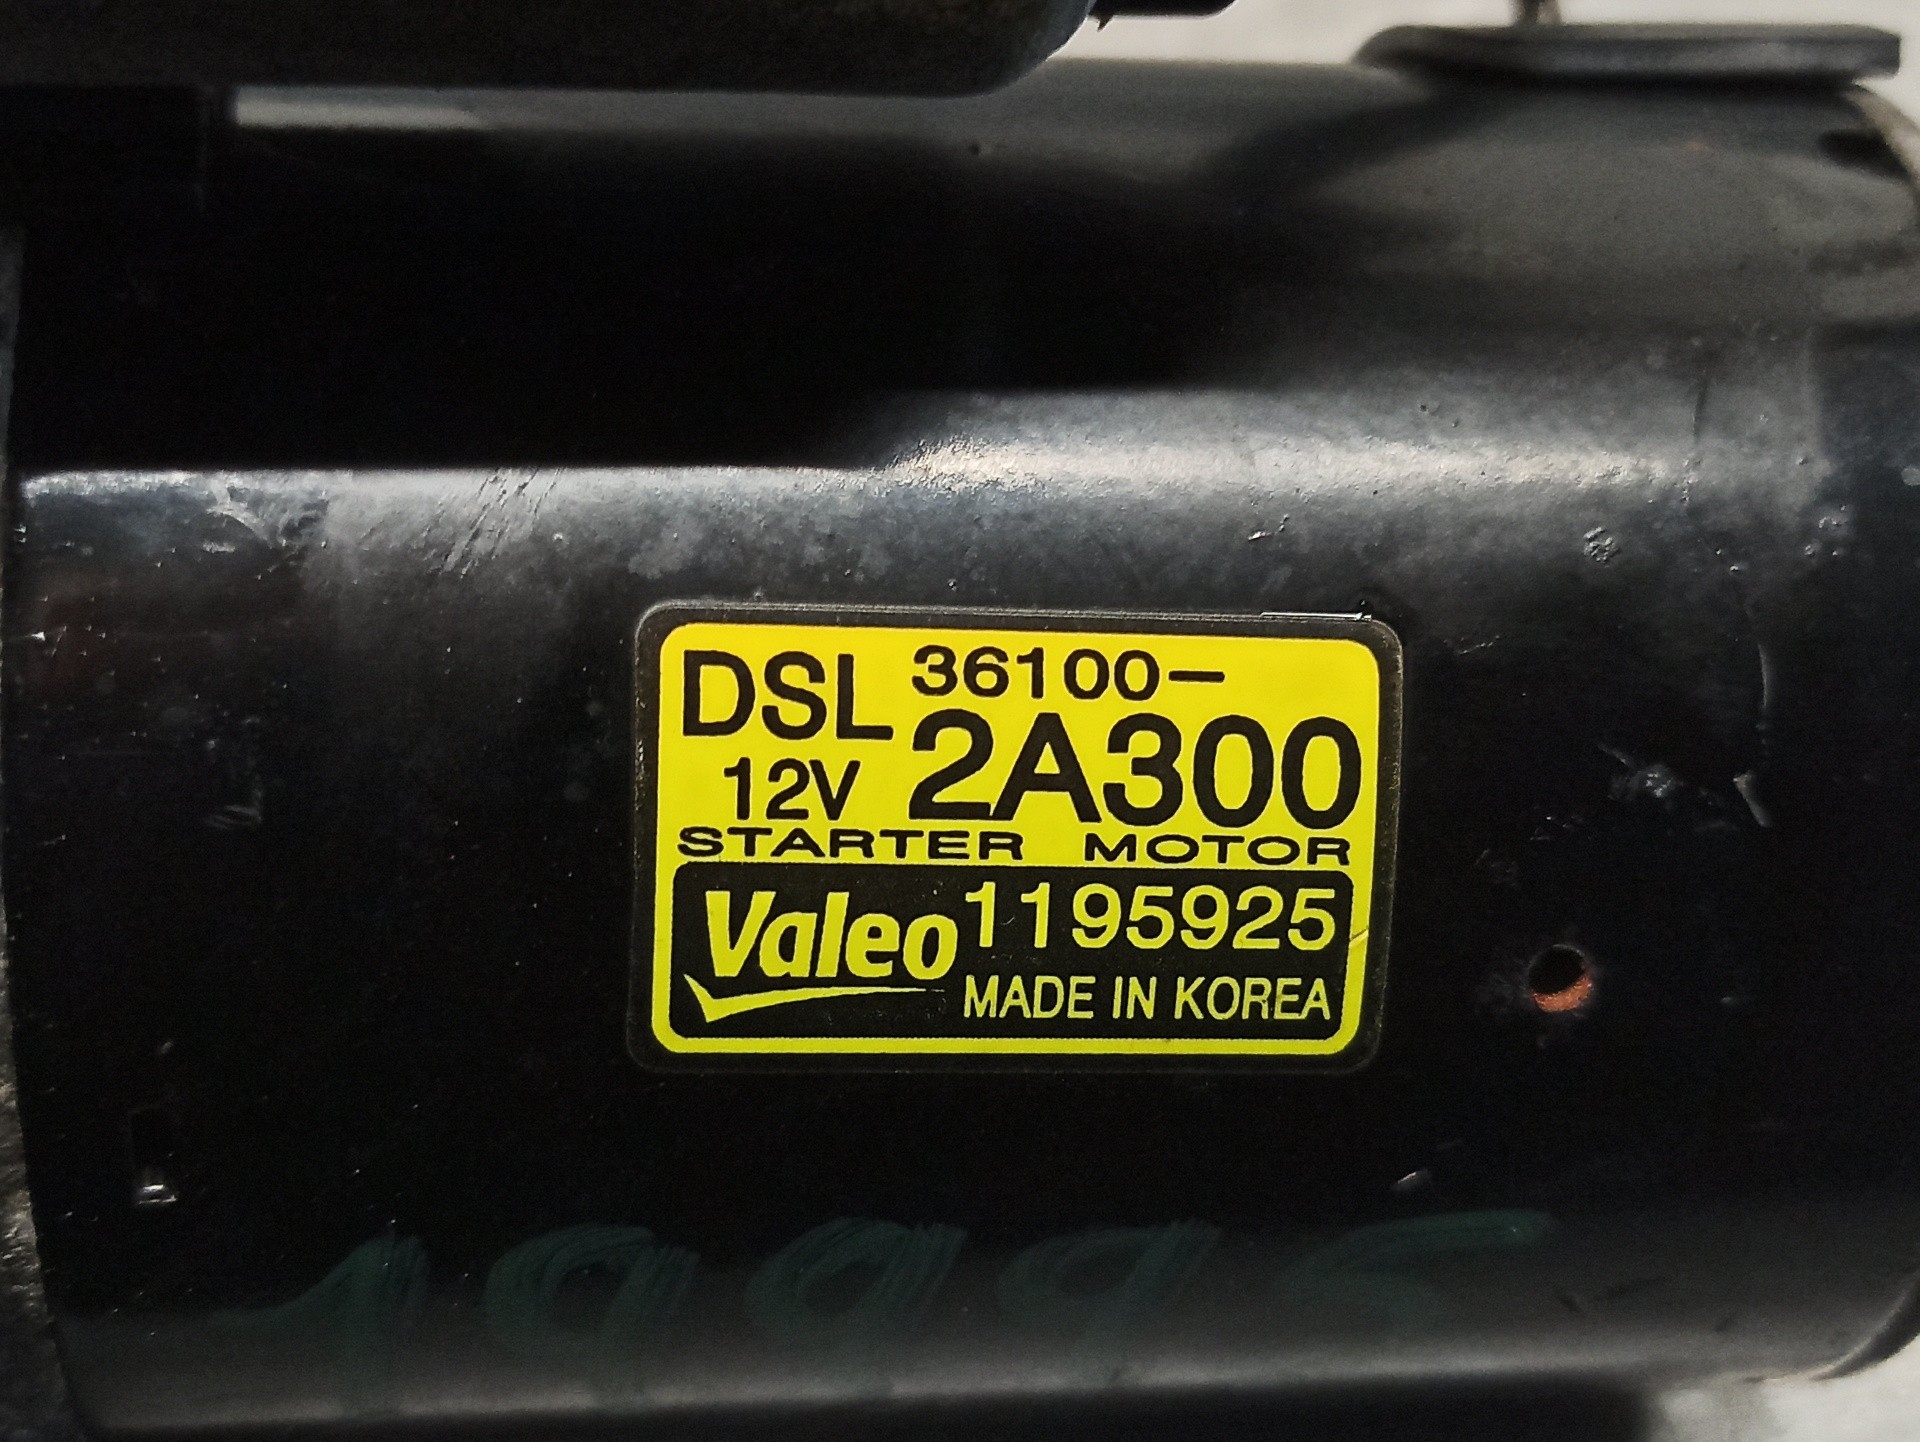 DSL 36100-
12V 2A300
STARTER MOTOR
Valeo 1195925
MADE IN KOREA